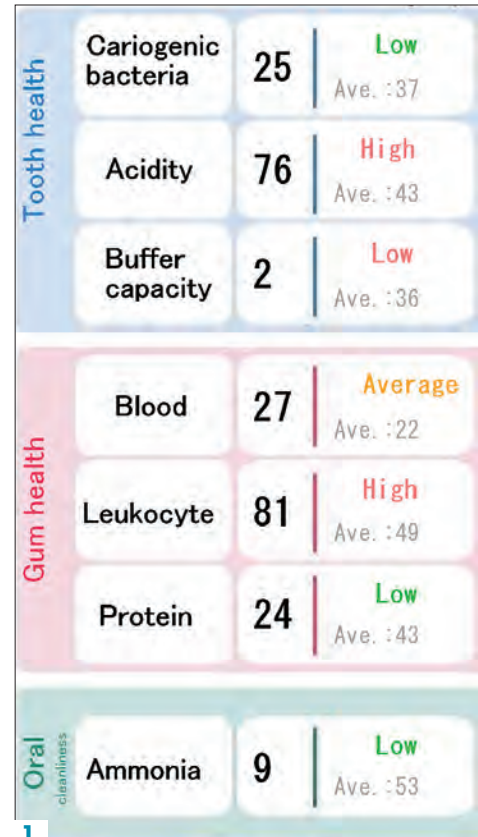 Tooth health
Cariogenic
bacteria
25
Low
Ave. :37
Acidity
76
High
Ave. :43
Buffer
capacity
2
Low
Ave. :36
Gum health
Blood
27
Average
Ave. :22
Leukocyte
81
High
Ave. :49
Protein
24
Low
Ave. :43
Oral
cleanliness
Ammonia
9
Low
Ave. :53
1